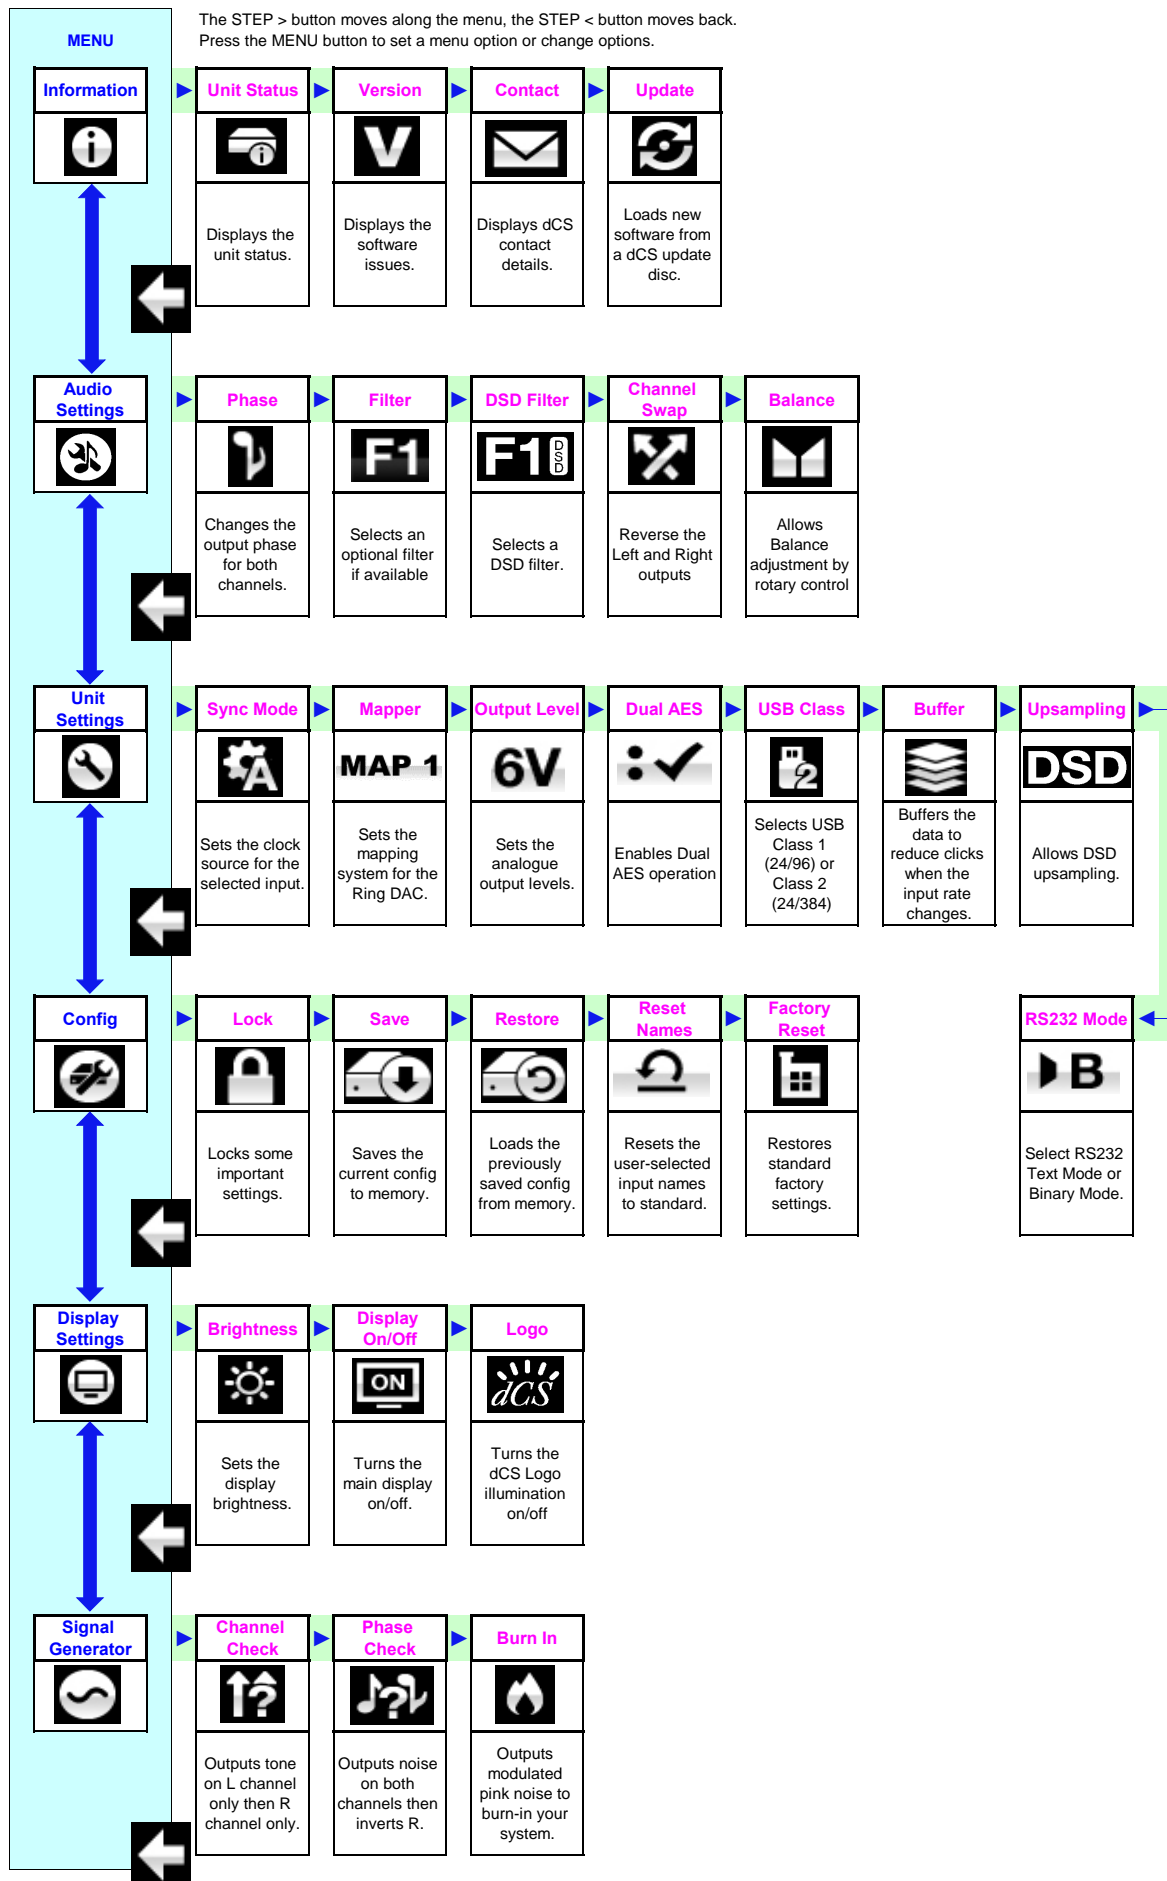 The STEP > button moves along the menu, the STEP < button moves back.
Press the MENU button to set a menu option or change options.
MENU
Information
Unit Status
Version
Contact
Update
V
Displays the
unit status.
Displays the
software
issues.
Displays dCS
contact
details.
Loads new
software from
a dCS update
disc.
Audio
Settings
Phase
Filter
DSD Filter
Channel
Swap
Balance
F1
F1 DSD
Changes the
output phase
for both
channels.
Selects an
optional filter
if available
Selects a
DSD filter.
Reverse the
Left and Right
outputs
Allows
Balance
adjustment by
rotary control
Unit
Settings
Sync Mode
Mapper
Output Level
Dual AES
USB Class
Buffer
Upsampling
A
MAP 1
6V
2
DSD
Sets the clock
source for the
selected input.
Sets the
mapping
system for the
Ring DAC.
Sets the
analogue
output levels.
Enables Dual
AES operation
Selects USB
Class 1
(24/96) or
Class 2
(24/384)
Buffers the
data to
reduce clicks
when the
input rate
changes.
Allows DSD
upsampling.
Config
Lock
Save
Restore
Reset
Names
Factory
Reset
RS232 Mode
B
Locks some
important
settings.
Saves the
current config
to memory.
Loads the
previously
saved config
from memory.
Resets the
user-selected
input names
to standard.
Restores
standard
factory
settings.
Select RS232
Text Mode or
Binary Mode.
Display
Settings
Brightness
Display
On/Off
Logo
ON
dCS
Sets the
display
brightness.
Turns the
main display
on/off.
Turns the
dCS Logo
illumination
on/off
Signal
Generator
Channel
Check
Phase
Check
Burn In
?
?
Outputs tone
on L channel
only then R
channel only.
Outputs noise
on both
channels then
inverts R.
Outputs
modulated
pink noise to
burn-in your
system.